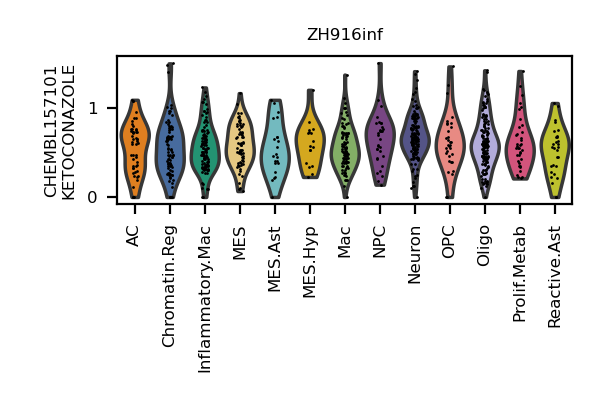 ZH916inf
CHEMBL157101
KETOCONAZOLE
1
0
AC
Chromatin.Reg
Inflammatory.Mac
MES
MES.Ast
MES.Hyp
Mac
NPC
Neuron
OPC
Oligo
Prolif.Metab
Reactive.Ast